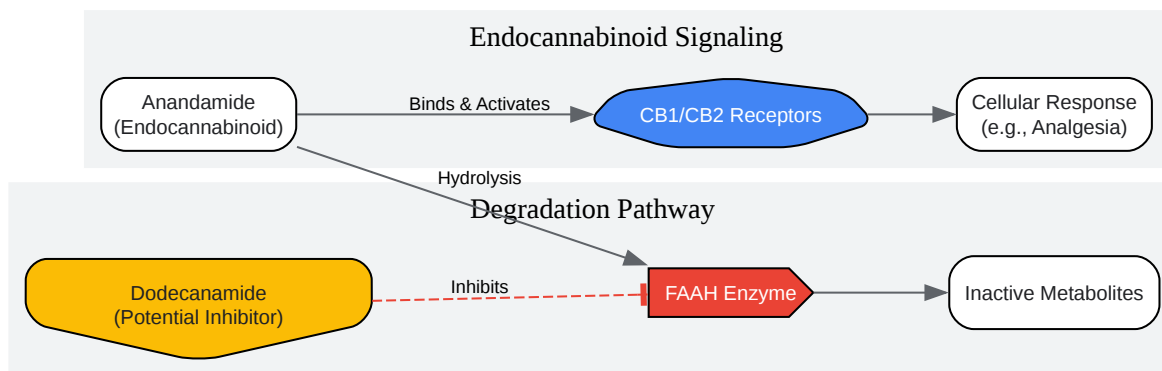 Endocannabinoid Signaling
Anandamide
(Endocannabinoid)
Binds & Activates
CB1/CB2 Receptors
Cellular Response
(e.g., Analgesia)
Hydrolysis
Degradation Pathway
Dodecanamide
(Potential Inhibitor)
Inhibits
FAAH Enzyme
Inactive Metabolites